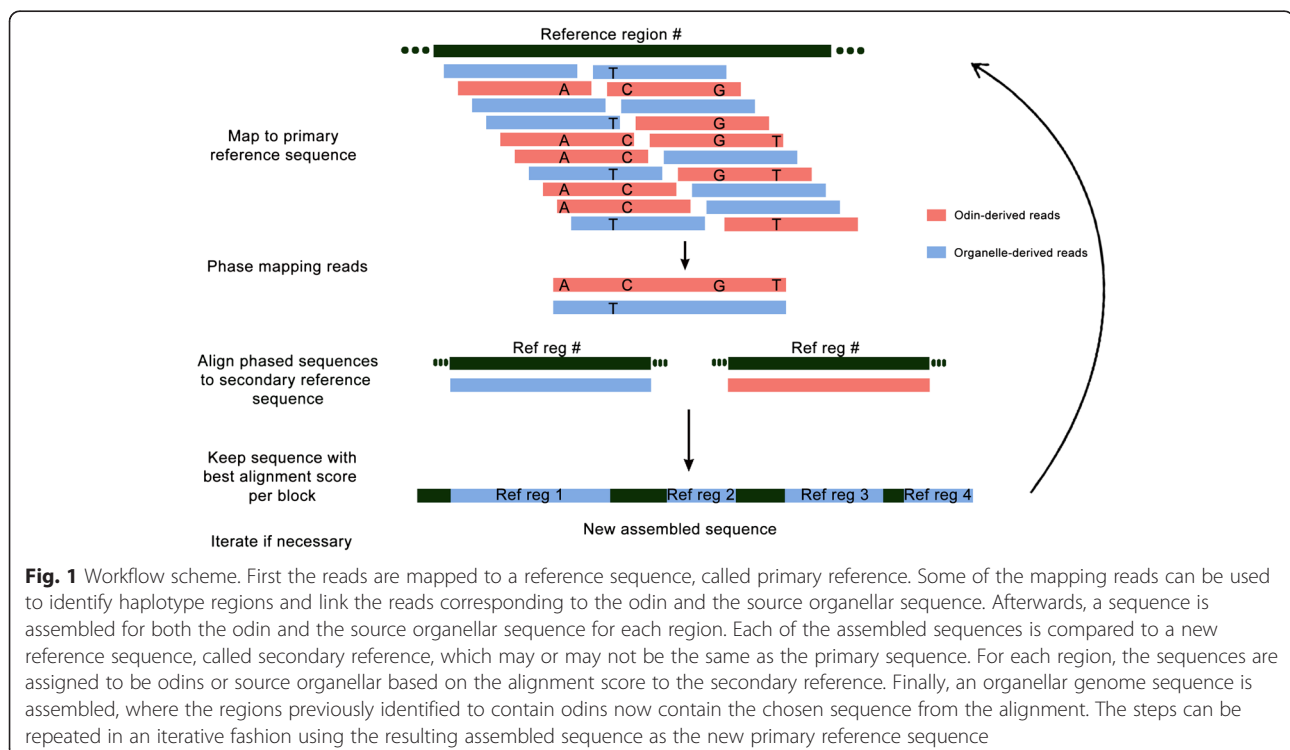 Reference region #
T
A C G
T G
A C G T
A C
T G T
A C
A C
T T
Map to primary
reference sequence
Odin-derived reads
Organelle-derived reads
Phase mapping reads
A C G T
T
Align phased sequences
to secondary reference
sequence
Ref reg #
Ref reg #
Keep sequence with
best alignment score
per block
Ref reg 1 Ref reg 2 Ref reg 3 Ref reg 4
New assembled sequence
Iterate if necessary
Fig. 1 Workflow scheme. First the reads are mapped to a reference sequence, called primary reference. Some of the mapping reads can be used
to identify haplotype regions and link the reads corresponding to the odin and the source organellar sequence. Afterwards, a sequence is
assembled for both the odin and the source organellar sequence for each region. Each of the assembled sequences is compared to a new
reference sequence, called secondary reference, which may or may not be the same as the primary sequence. For each region, the sequences are
assigned to be odins or source organellar based on the alignment score to the secondary reference. Finally, an organellar genome sequence is
assembled, where the regions previously identified to contain odins now contain the chosen sequence from the alignment. The steps can be
repeated in an iterative fashion using the resulting assembled sequence as the new primary reference sequence